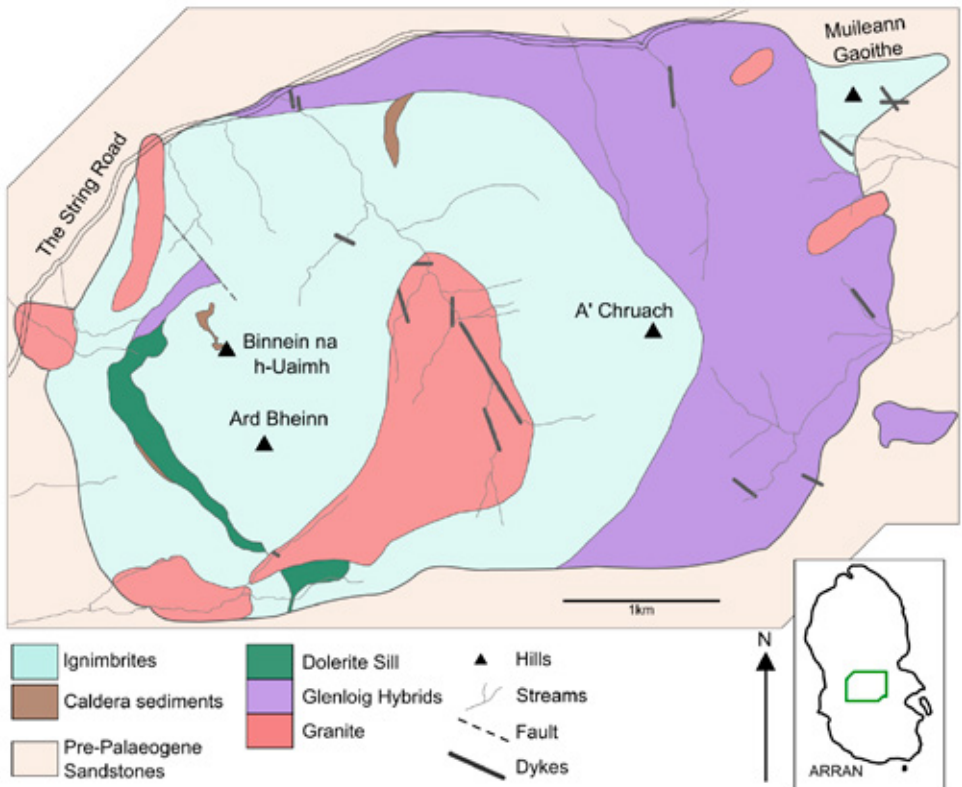 Muileann
Gaoithe
The String Road
A' Chruach
Binnein na
h-Uaimh
Ard Bheinn
1km
Ignimbrites
Caldera sediments
Pre-Palaeogene
Sandstones
Dolerite Sill
Glenloig Hybrids
Granite
Hills
Streams
Fault
Dykes
N
ARRAN